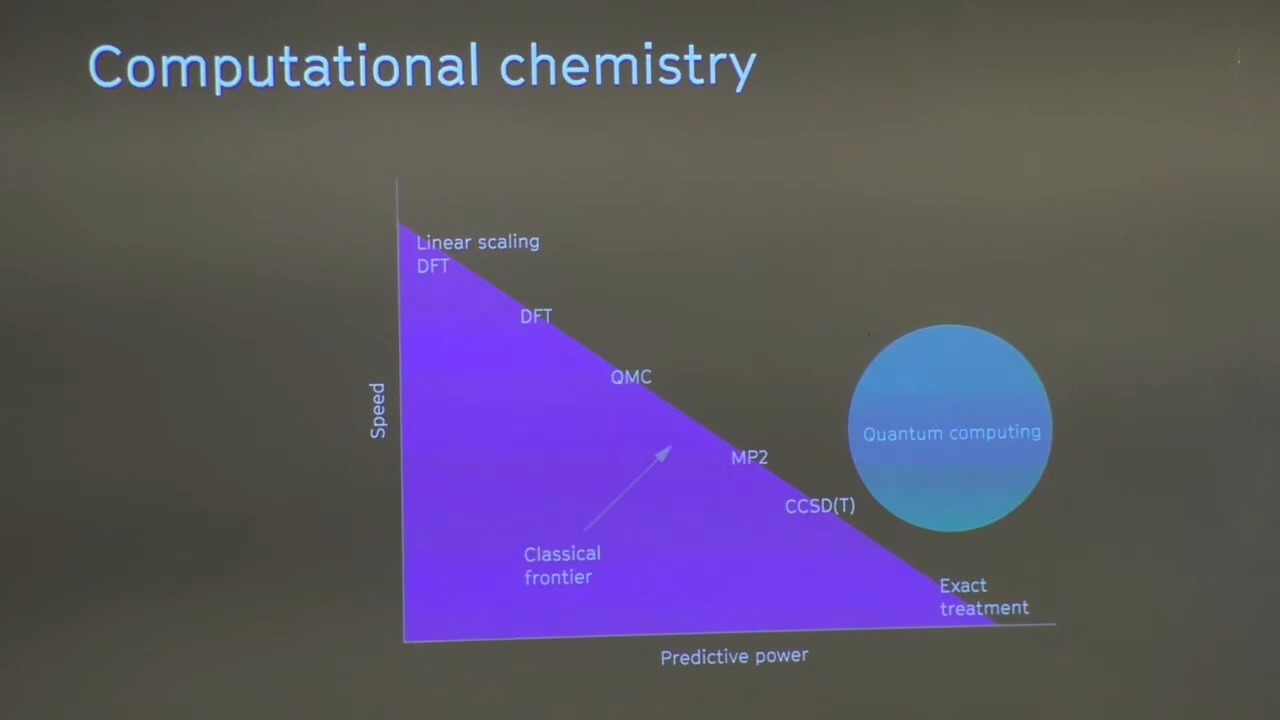 Computational chemistry
Linear scaling
DFT
DFT
QMC
Speed
MP2
Quantum computing
CCSD(T)
Classical
frontier
Exact
treatment
Predictive power